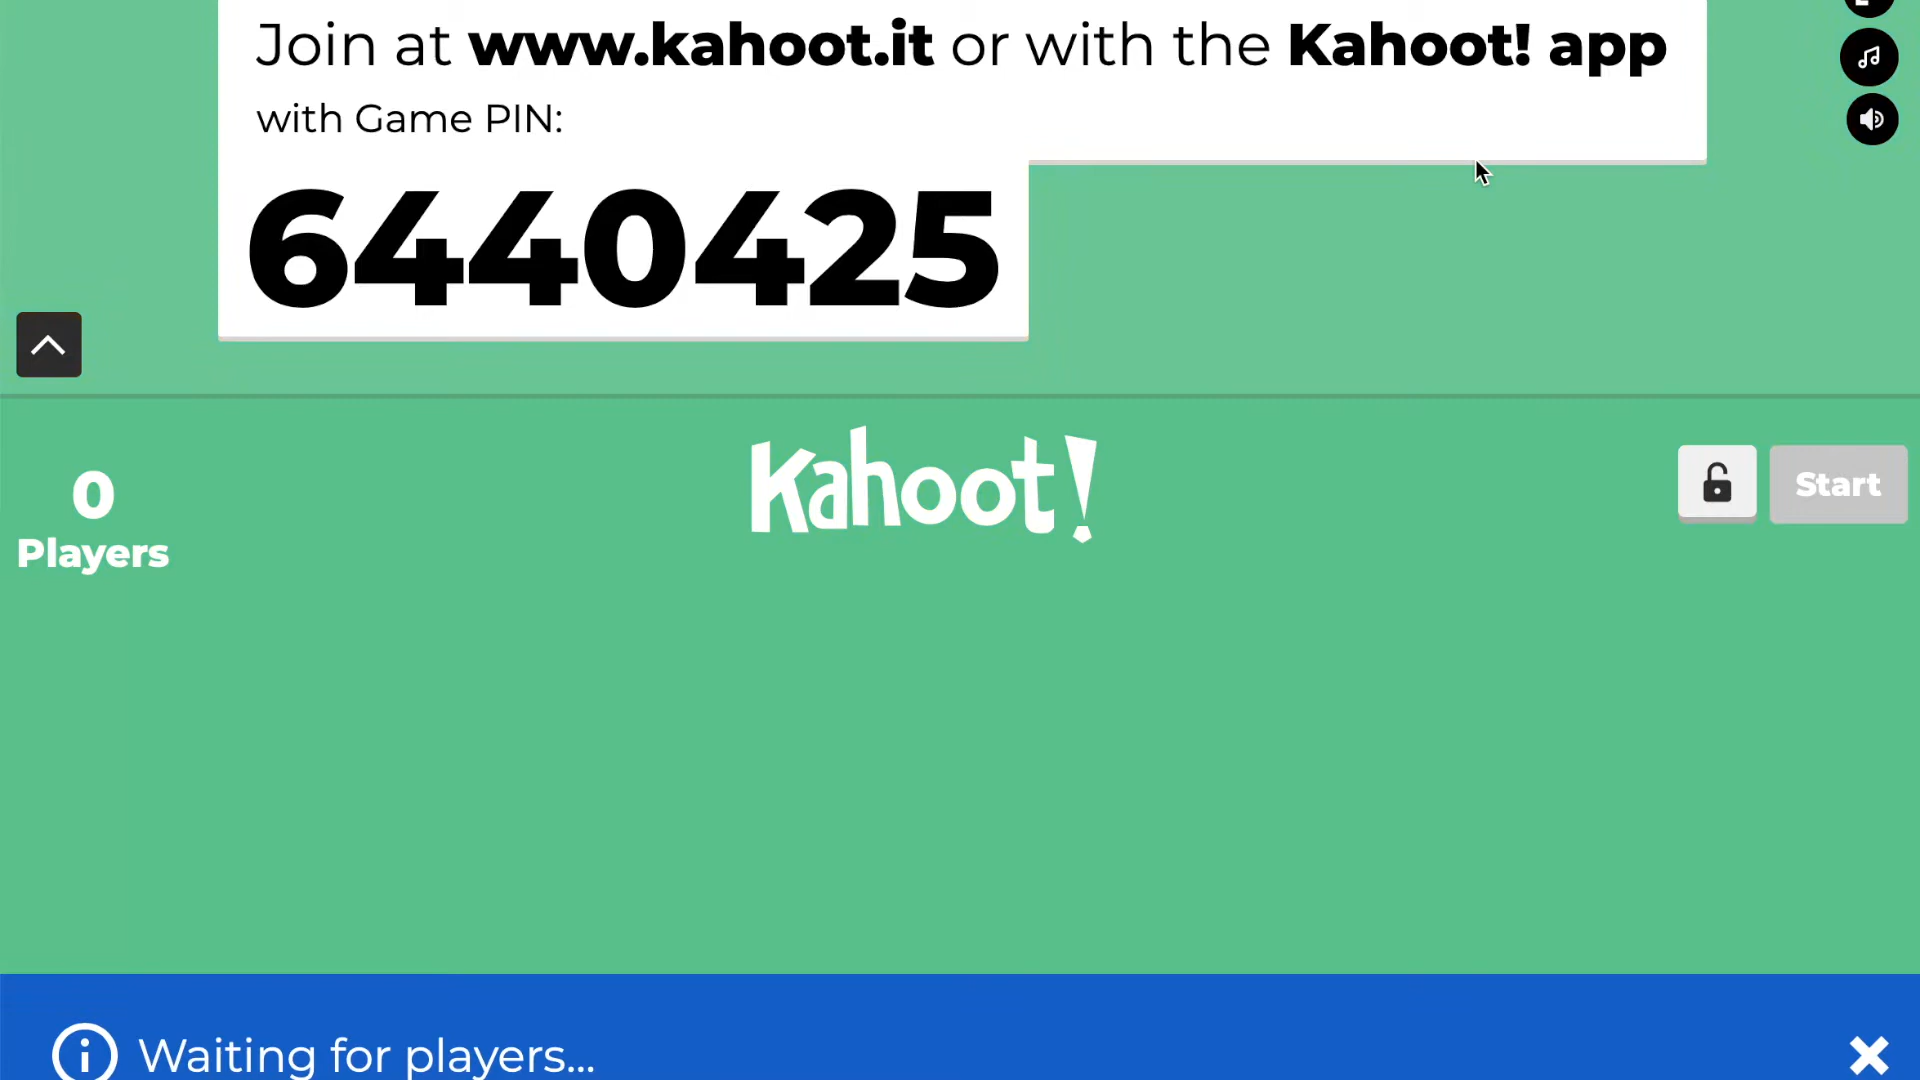 Join at www.kahoot.it or with the Kahoot! app
with Game PIN:
6440425
Kahoot!
0
Players
Start
Waiting for players...